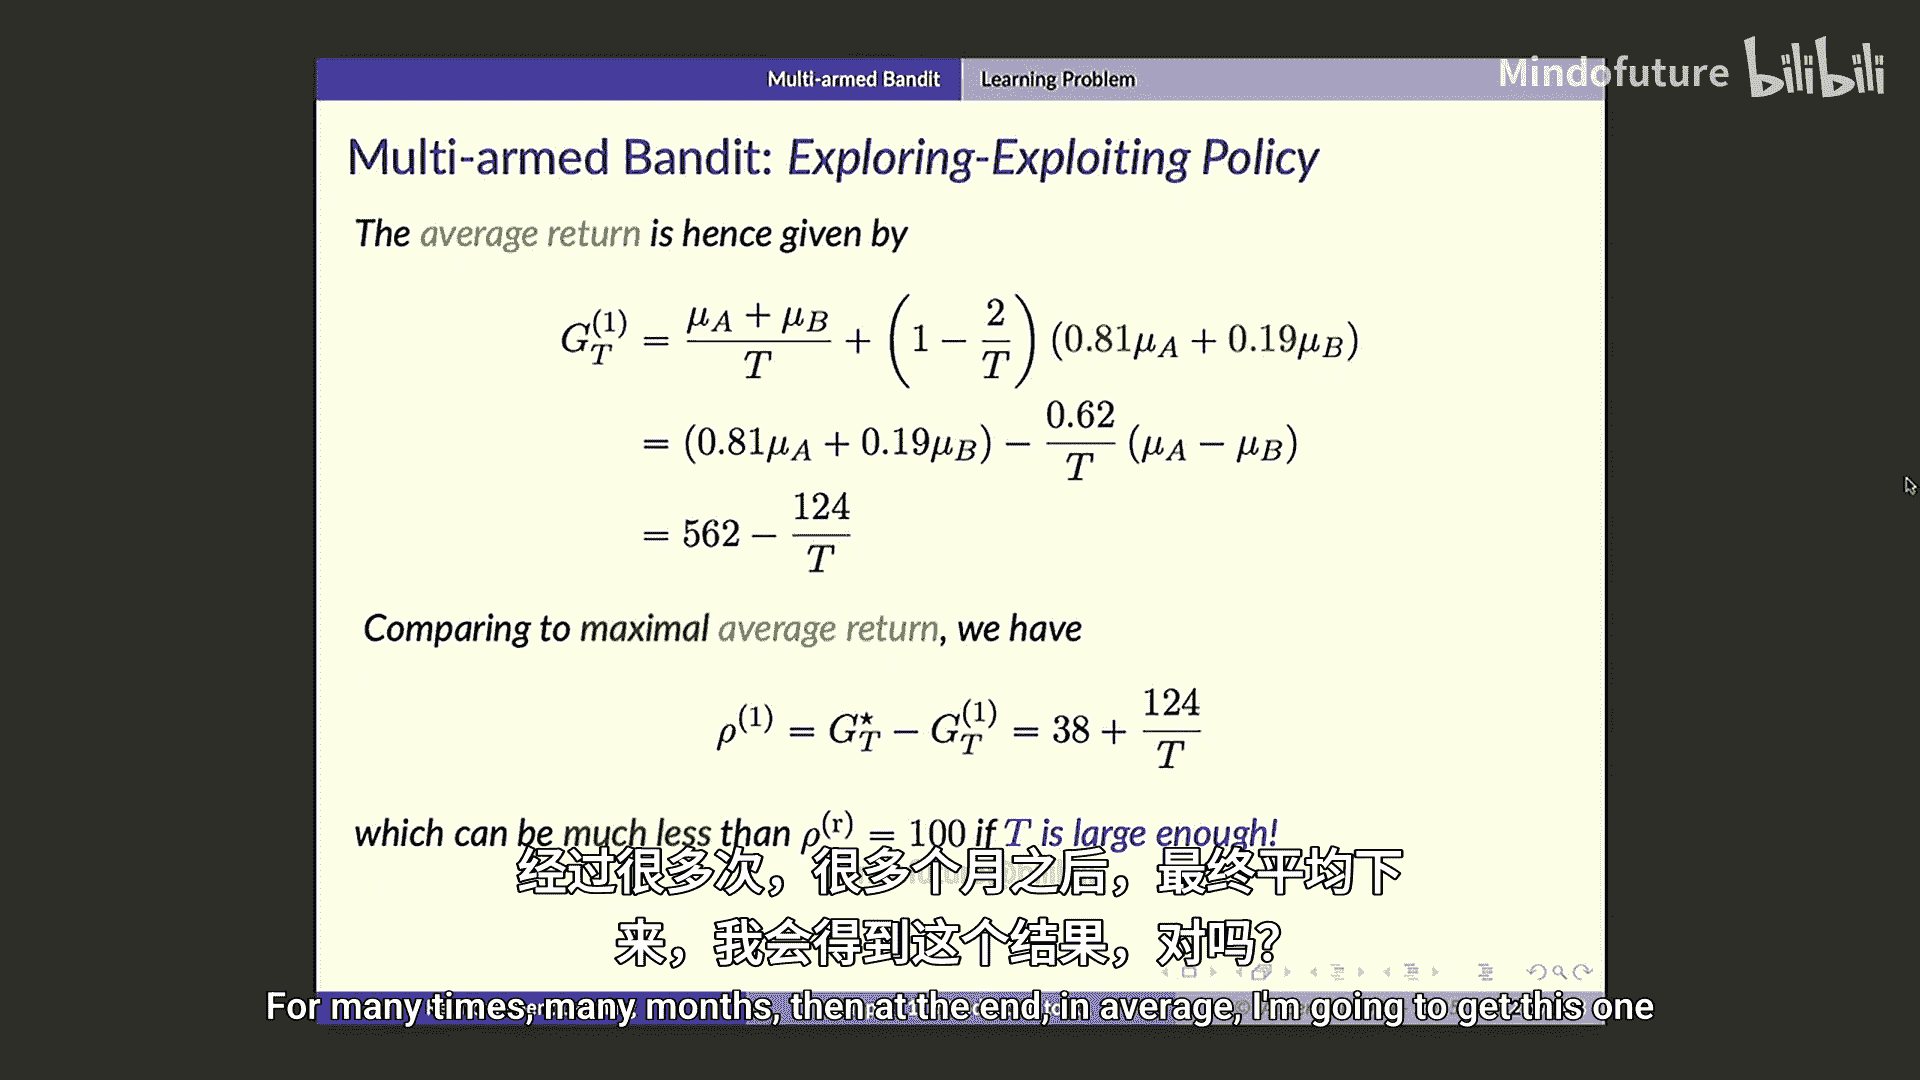 Mindofuture bilibili
Multi-armed Bandit Learning Problem
Multi-armed Bandit: Exploring-Exploiting Policy
The average return is hence given by
G_T^{(1)} = \frac{μ_A + μ_B}{T} + (1 − \frac{2}{T}) (0.81μ_A + 0.19μ_B)
= (0.81μ_A + 0.19μ_B) − \frac{0.62}{T} (μ_A − μ_B)
= 562 − \frac{124}{T}
Comparing to maximal average return, we have
ρ^{(1)} = G_T^⋆ − G_T^{(1)} = 38 + \frac{124}{T}
which can be much less than ρ^{(r)} = 100 if T is large enough!
经过很多次，很多个月之后，最终平均下
来，我会得到这个结果，对吗？
For many times, many months, then at the end, in average, I'm going to get this one